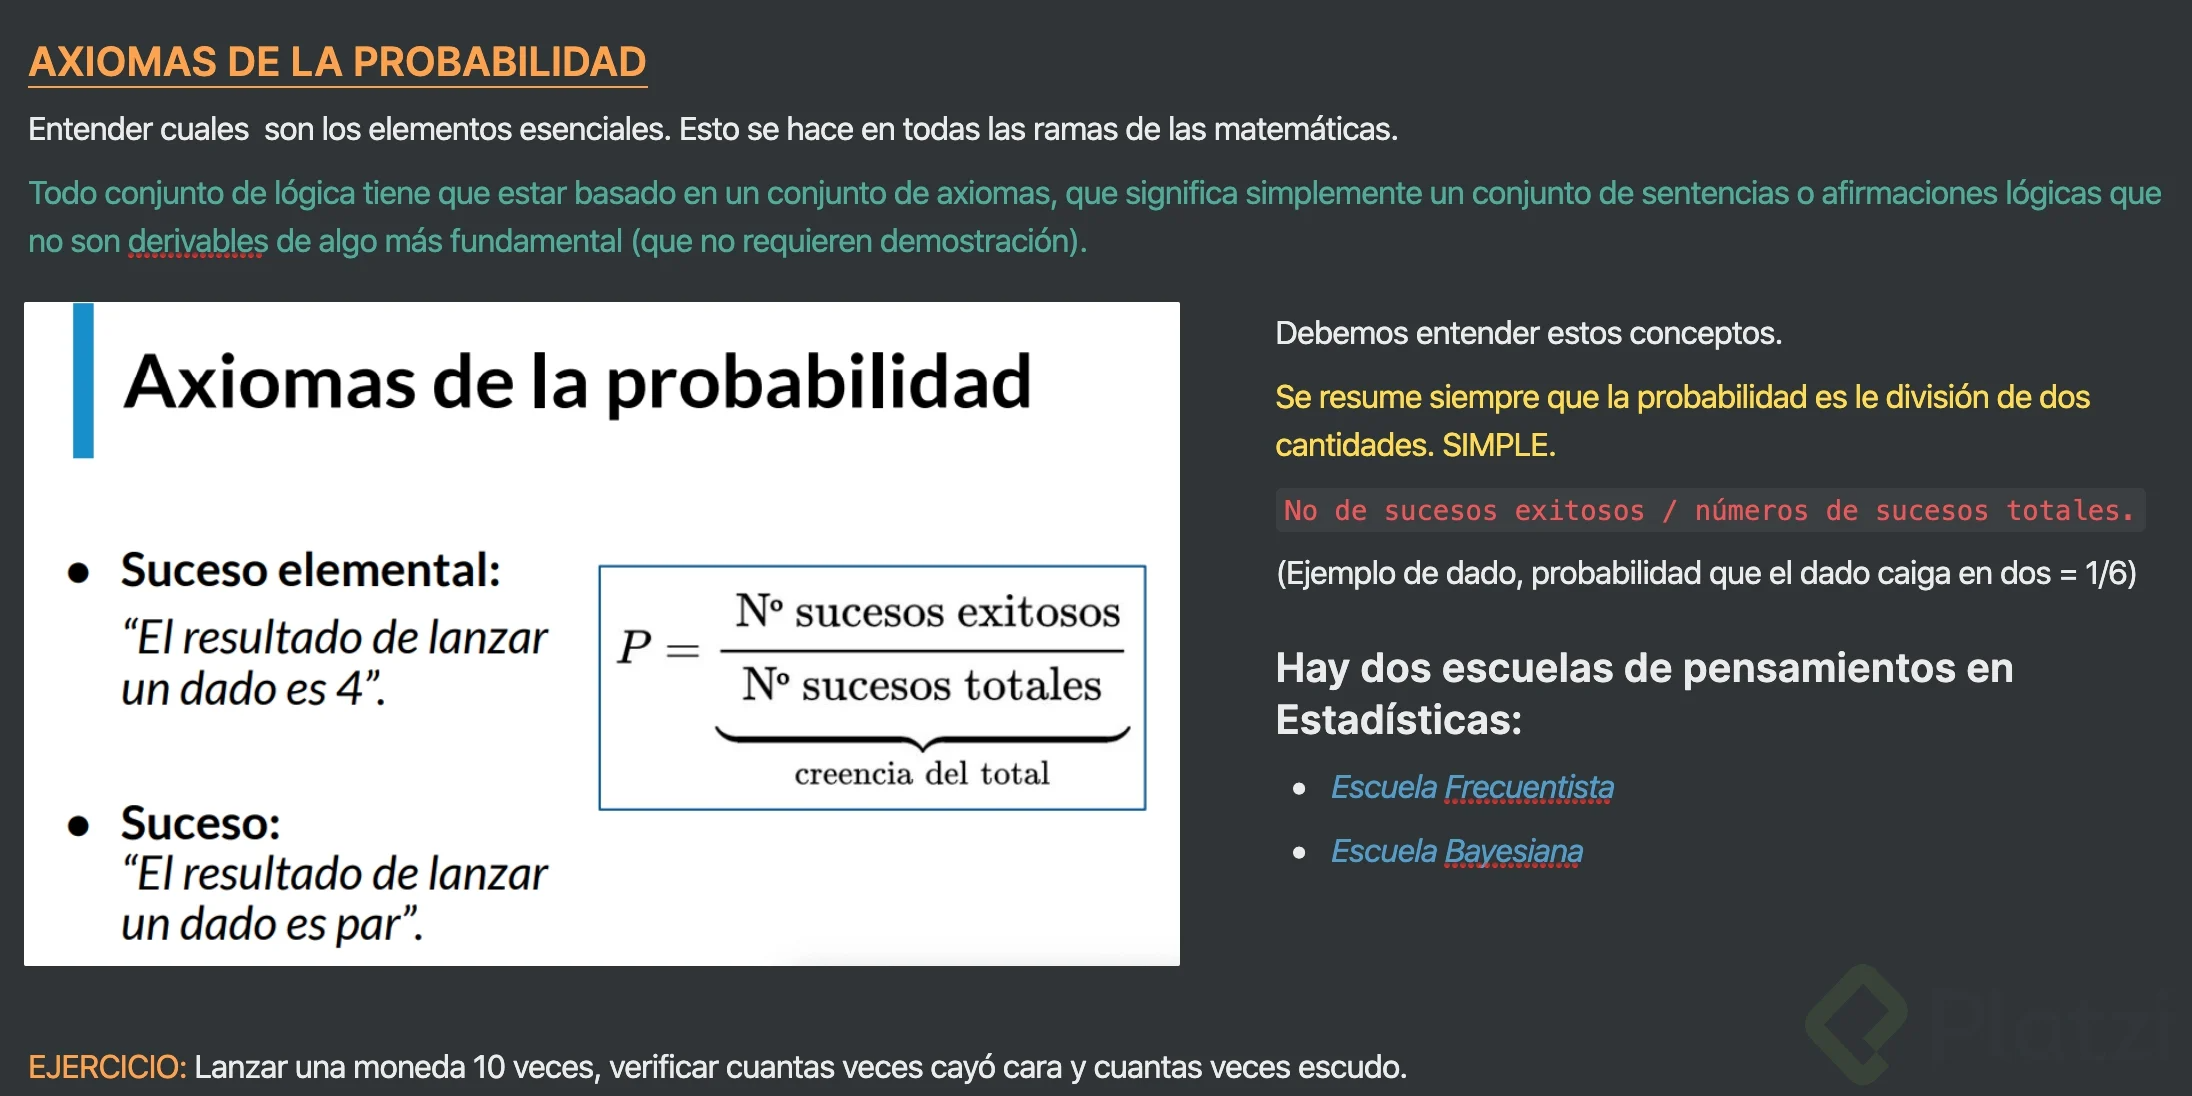 AXIOMAS DE LA PROBABILIDAD
Entender cuales  son los elementos esenciales. Esto se hace en todas las ramas de las matemáticas.
Todo conjunto de lógica tiene que estar basado en un conjunto de axiomas, que significa simplemente un conjunto de sentencias o afirmaciones lógicas que
no son derivables de algo más fundamental (que no requieren demostración).
Axiomas de la probabilidad
• Suceso elemental:
“El resultado de lanzar
un dado es 4”.
• Suceso:
“El resultado de lanzar
un dado es par”.
P =
Nº sucesos exitosos
Nº sucesos totales
creencia del total
Debemos entender estos conceptos.
Se resume siempre que la probabilidad es le división de dos
cantidades. SIMPLE.
No de sucesos exitosos / números de sucesos totales.
(Ejemplo de dado, probabilidad que el dado caiga en dos = 1/6)
Hay dos escuelas de pensamientos en
Estadísticas:
• Escuela Frecuentista
• Escuela Bayesiana
EJERCICIO: Lanzar una moneda 10 veces, verificar cuantas veces cayó cara y cuantas veces escudo.
Platzi